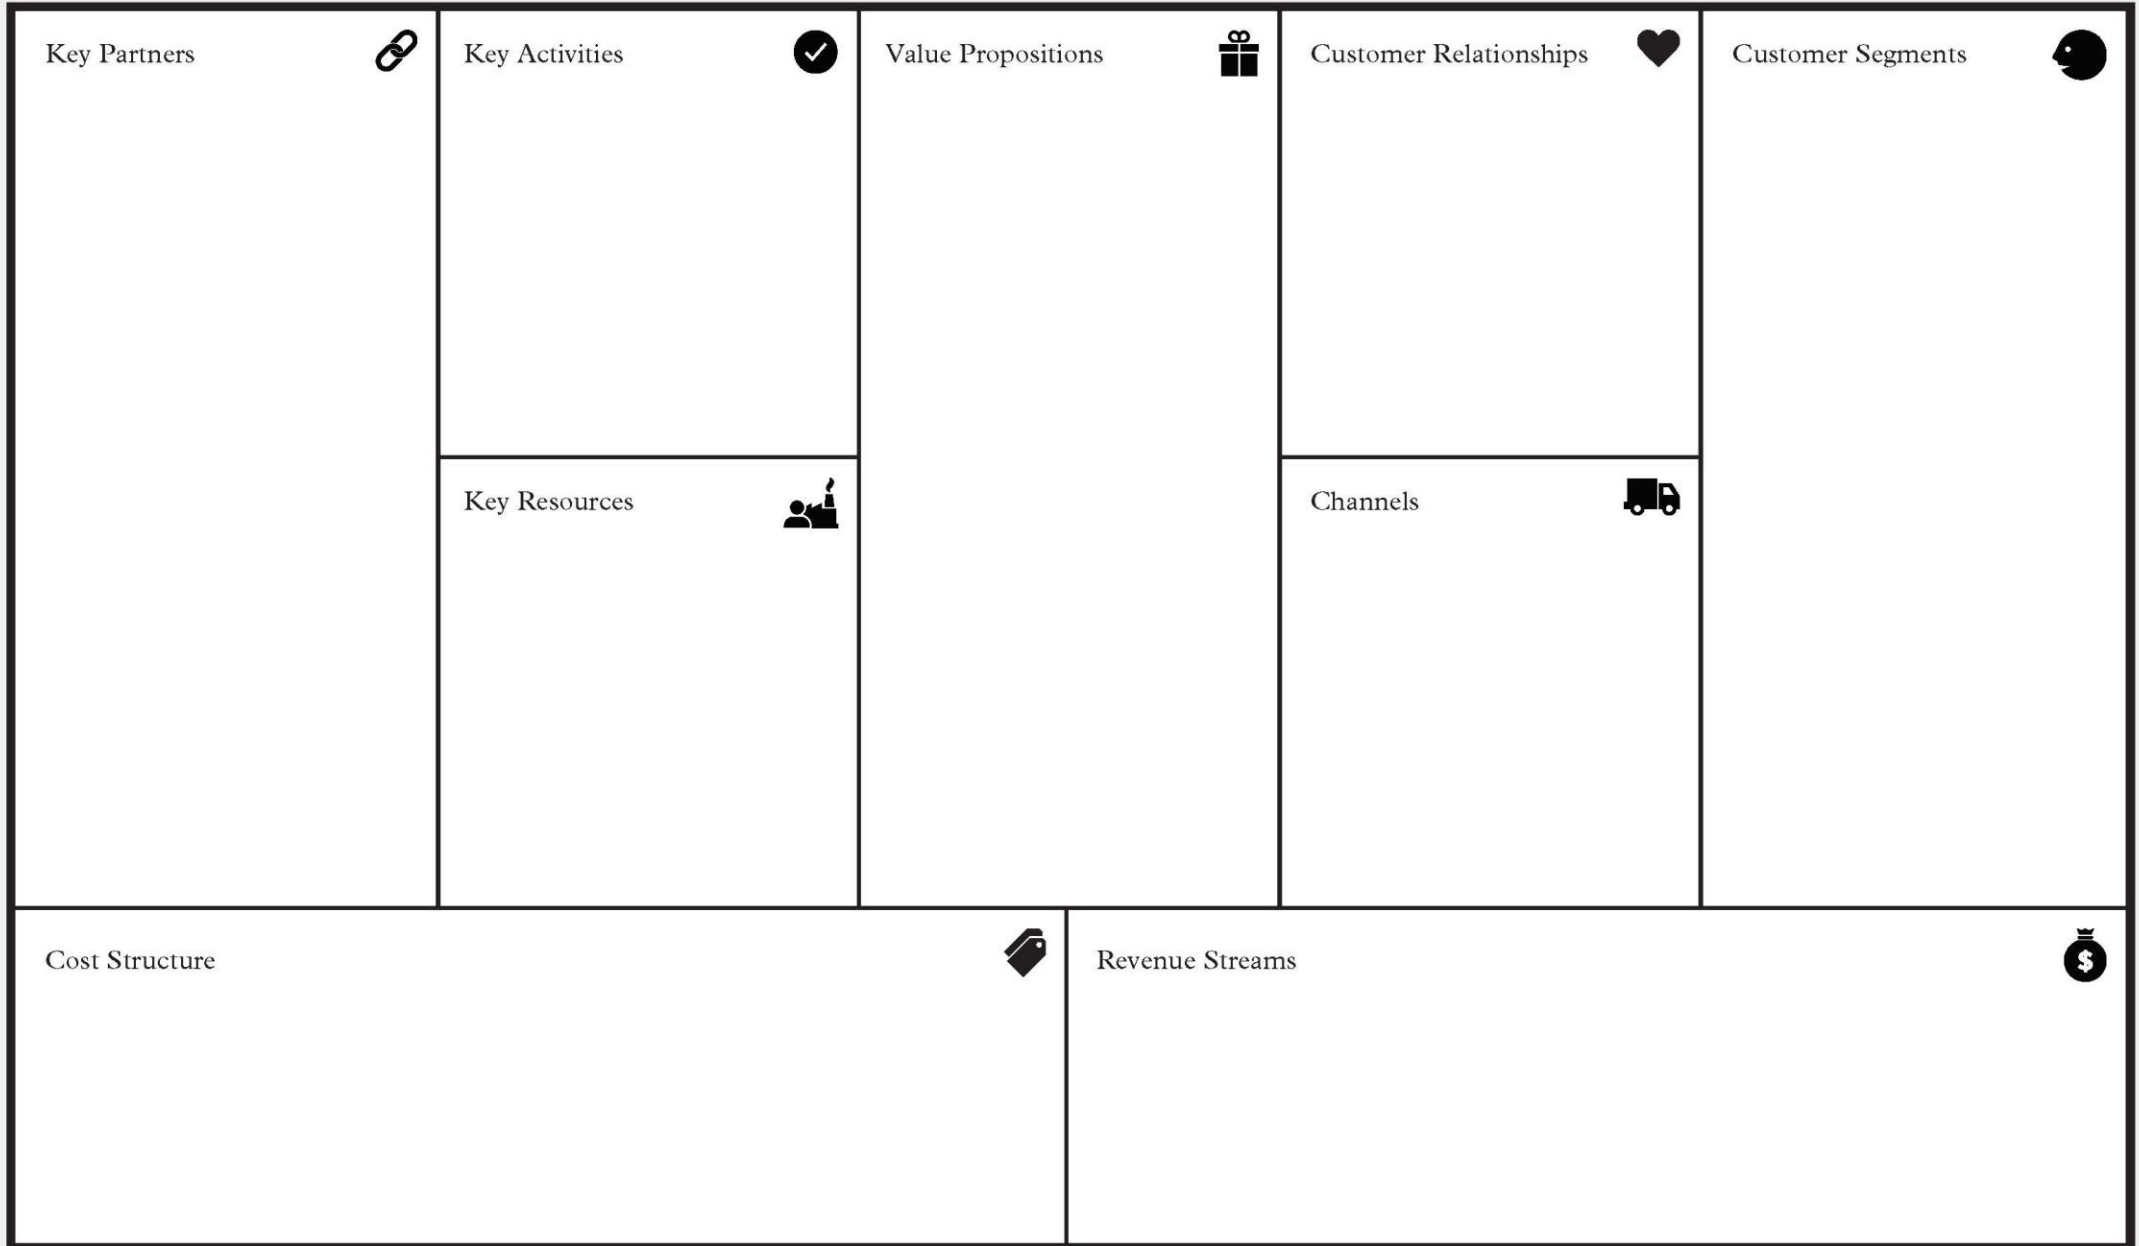 Key Partners
Key Activities
Value Propositions
Customer Relationships
Customer Segments
Key Resources
Channels
Cost Structure
Revenue Streams
$